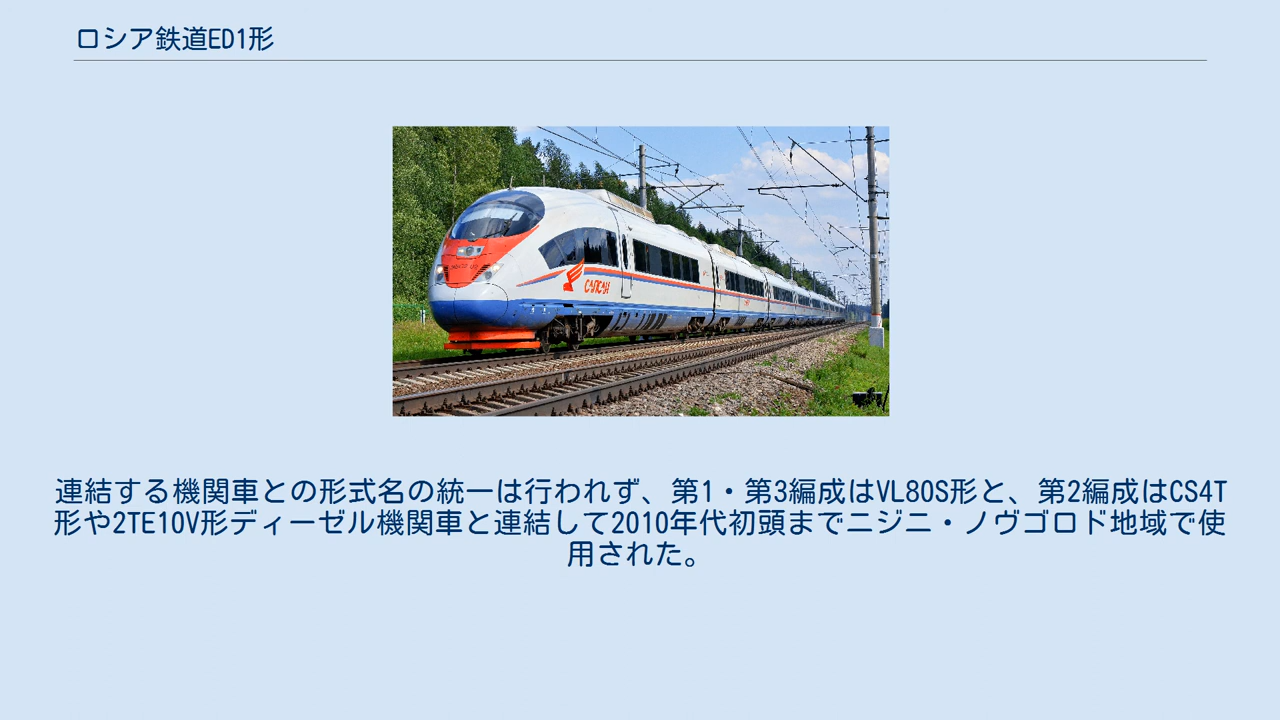 ロシア鉄道ED1形
САПСАН
連結する機関車との形式名の統一は行われず、第1・第3編成はVL80S形と、第2編成はCS4T
形や2TE10V形ディーゼル機関車と連結して2010年代初頭までニジニ・ノヴゴロド地域で使
用された。